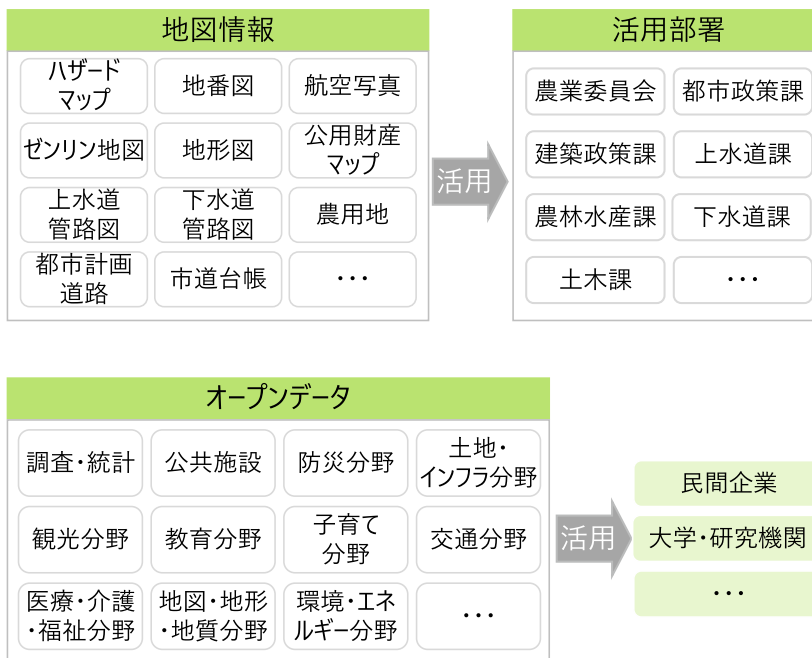 地図情報
ハザード
マップ
地番図
航空写真
ゼンリン地図
地形図
公用財産
マップ
上水道
管路図
下水道
管路図
農用地
都市計画
道路
市道台帳
・・・
活用
活用部署
農業委員会
都市政策課
建築政策課
上水道課
農林水産課
下水道課
土木課
・・・
オープンデータ
調査・統計
公共施設
防災分野
土地・
インフラ分野
観光分野
教育分野
子育て
分野
交通分野
医療・介護
・福祉分野
地図・地形
・地質分野
環境・エネ
ルギー分野
・・・
活用
民間企業
大学・研究機関
・・・